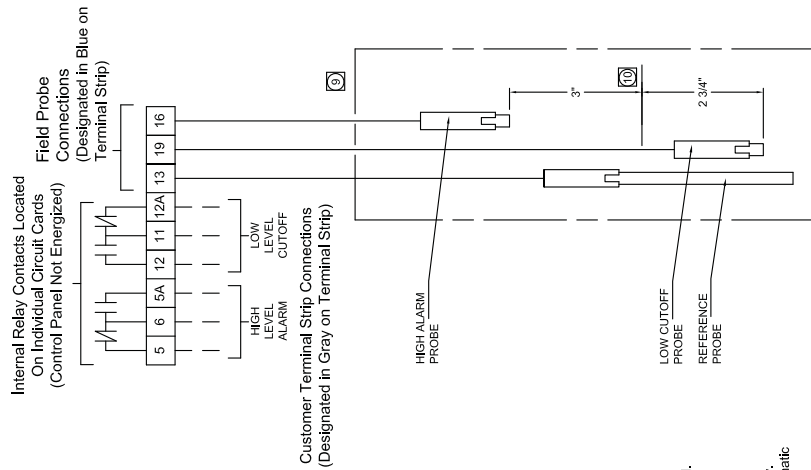 Internal Relay Contacts Located
On Individual Circuit Cards
(Control Panel Not Energized)
Field Probe
Connections
(Designated in Blue on
Terminal Strip)
5
6
5A
12
11
12A
13
19
16
HIGH
LEVEL
ALARM
LOW
LEVEL
CUTOFF
Customer Terminal Strip Connections
(Designated in Gray on Terminal Strip)
9
HIGH ALARM
PROBE
3"
10
2 3/4"
LOW CUTOFF
PROBE
REFERENCE
PROBE